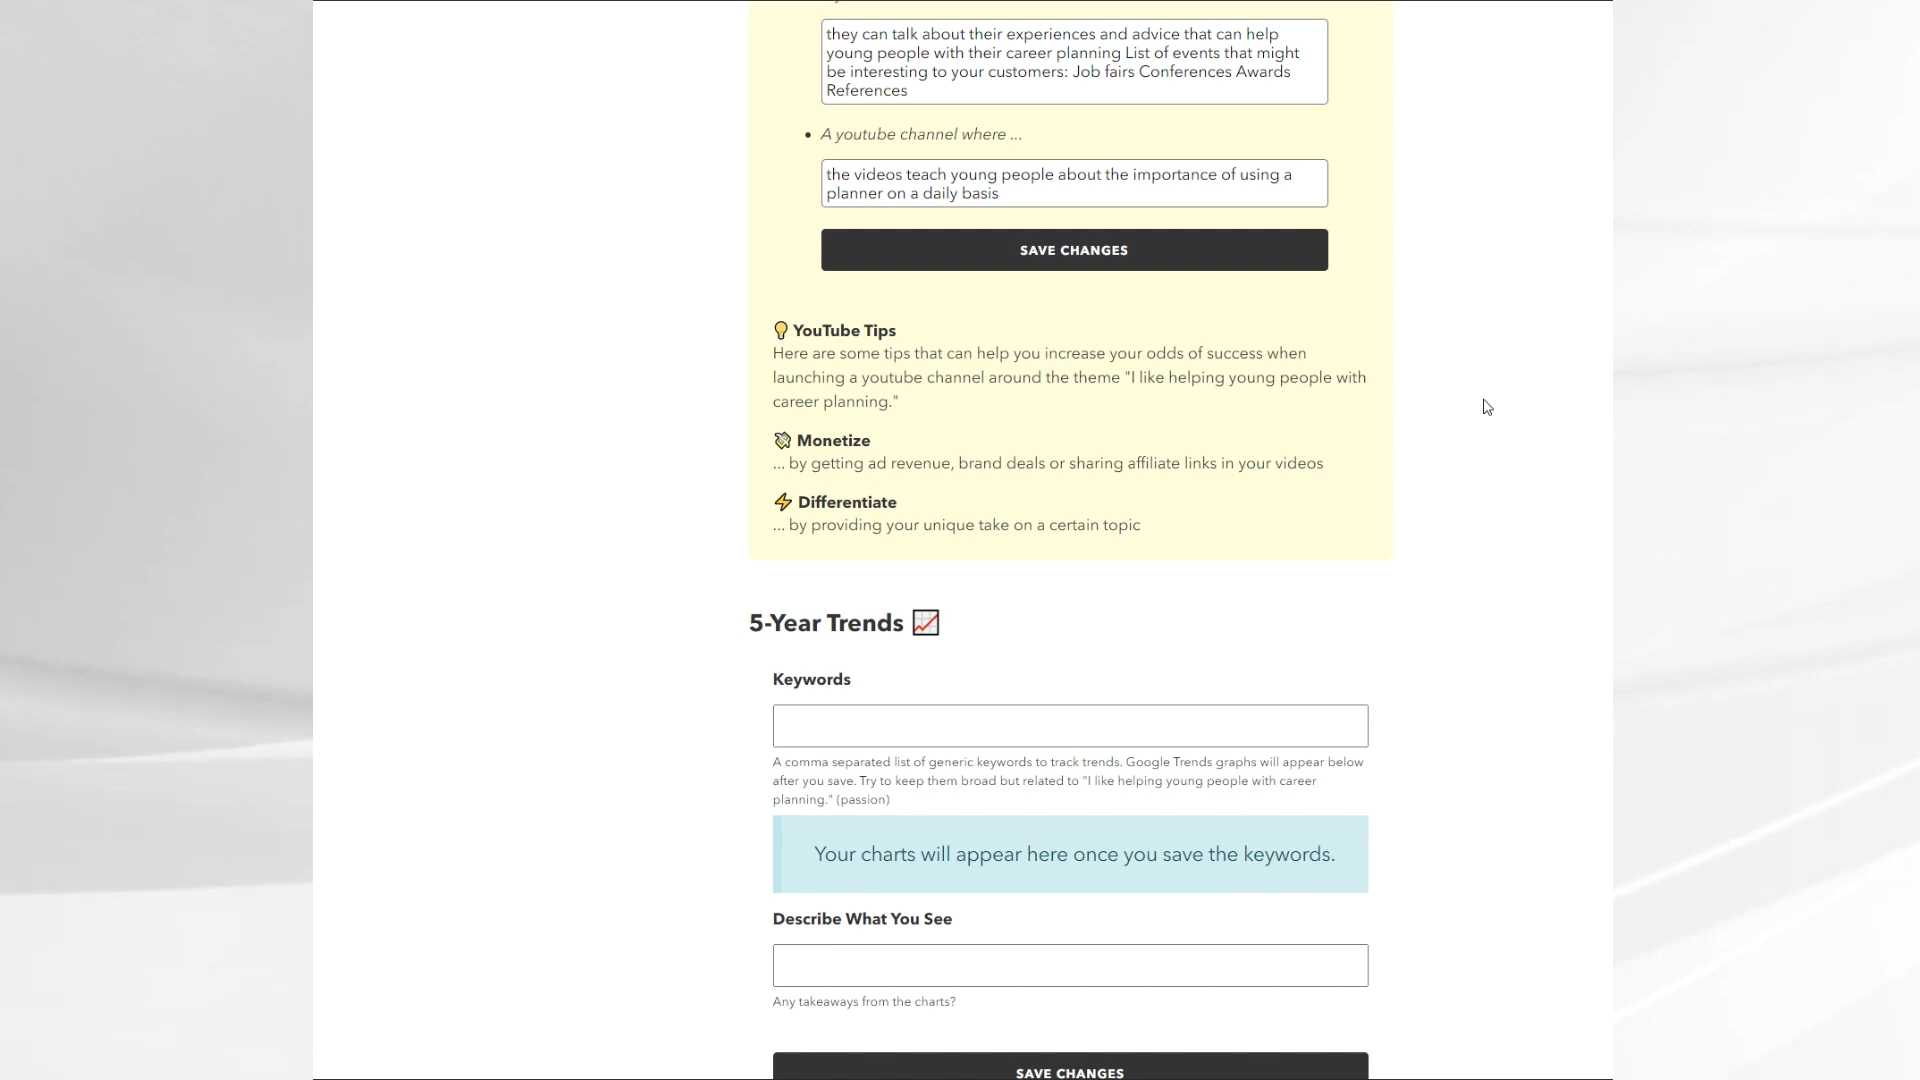 they can talk about their experiences and advice that can help
young people with their career planning List of events that might
be interesting to your customers: Job fairs Conferences Awards
References
A youtube channel where ...
the videos teach young people about the importance of using a
planner on a daily basis
SAVE CHANGES
YouTube Tips
Here are some tips that can help you increase your odds of success when
launching a youtube channel around the theme "I like helping young people with
career planning."
Monetize
... by getting ad revenue, brand deals or sharing affiliate links in your videos
Differentiate
... by providing your unique take on a certain topic
5-Year Trends
Keywords
A comma separated list of generic keywords to track trends. Google Trends graphs will appear below
after you save. Try to keep them broad but related to "I like helping young people with career
planning." (passion)
Your charts will appear here once you save the keywords.
Describe What You See
Any takeaways from the charts?
SAVE CHANGES